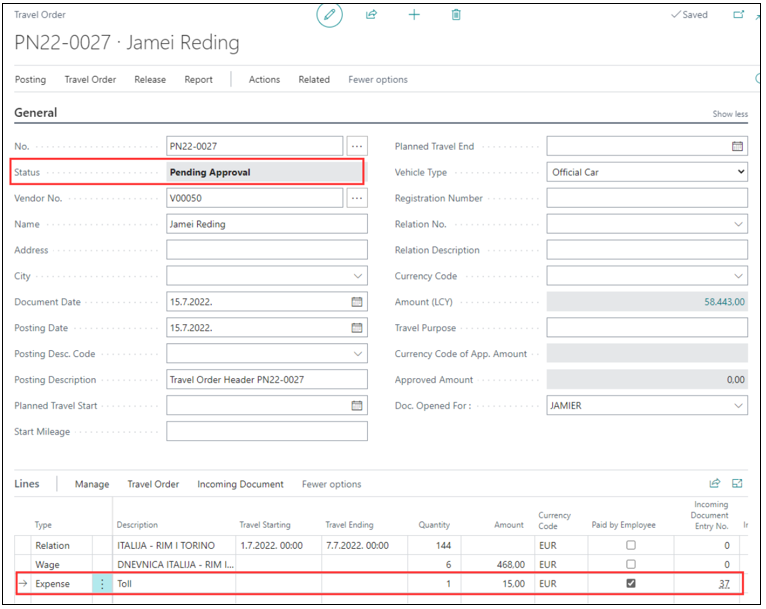 Travel Order
Saved
PN22-0027 · Jamei Reding
Posting Travel Order Release Report Actions Related Fewer options
General Show less
No. PN22-0027 Planned Travel End
Status Pending Approval Vehicle Type Official Car
Vendor No. V00050 Registration Number
Name Jamei Reding Relation No.
Address Relation Description
City Currency Code
Document Date 15.7.2022. Amount (LCY) 58.443,00
Posting Date 15.7.2022. Travel Purpose
Posting Desc. Code Currency Code of App. Amount
Posting Description Travel Order Header PN22-0027 Approved Amount 0,00
Planned Travel Start Doc. Opened For : JAMIER
Start Mileage
Lines Manage Travel Order Incoming Document Fewer options
Type Description Travel Starting Travel Ending Quantity Amount Currency Code Paid by Employee Incoming Document Entry No.
Relation ITALIJA - RIM I TORINO 1.7.2022. 00:00 7.7.2022. 00:00 144 EUR 0
Wage DNEVNICA ITALIJA - RIM I... 6 468.00 EUR 0
Expense Toll 1 15.00 EUR 37